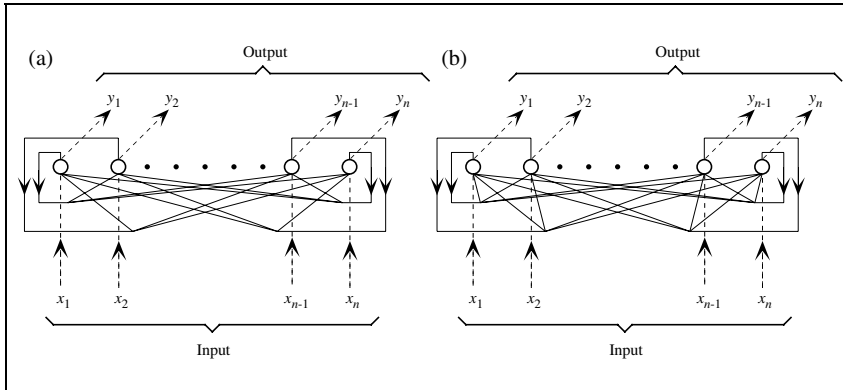 (a)
Output
y1 y2 yn-1 yn
x1 x2 xn-1 xn
Input
(b)
Output
y1 y2 yn-1 yn
x1 x2 xn-1 xn
Input